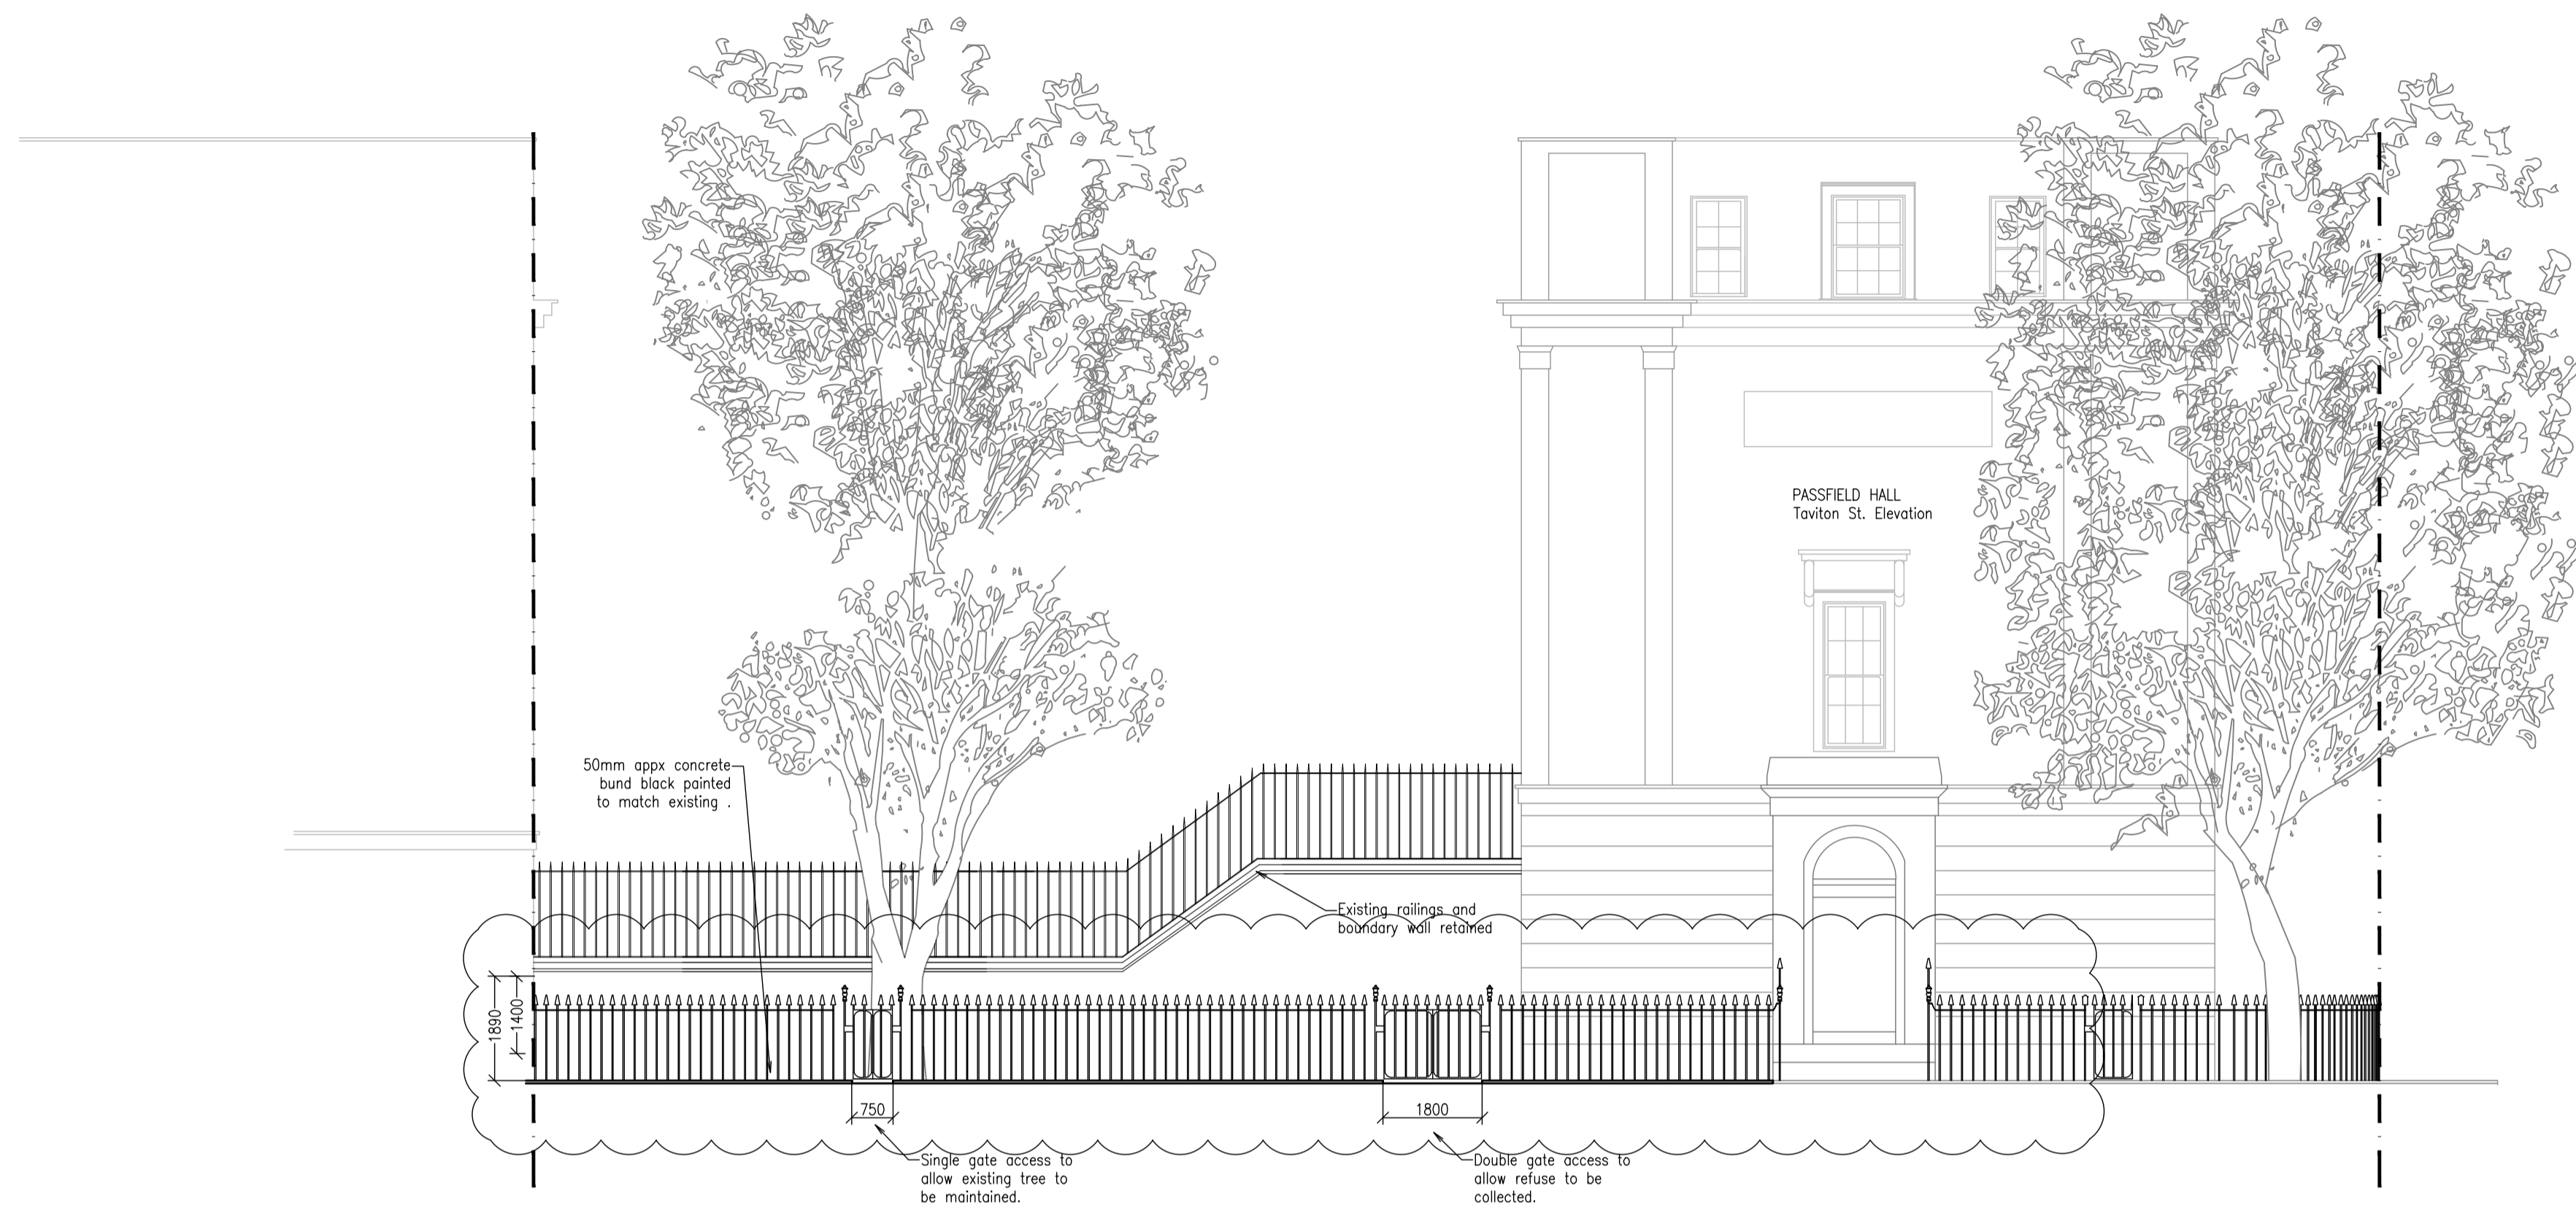 PASSFIELD HALL
Taviton St. Elevation
50mm appx concrete
bund black painted
to match existing .
Existing railings and
boundary wall retained
1890
1400
750
1800
Single gate access to
allow existing tree to
be maintained.
Double gate access to
allow refuse to be
collected.